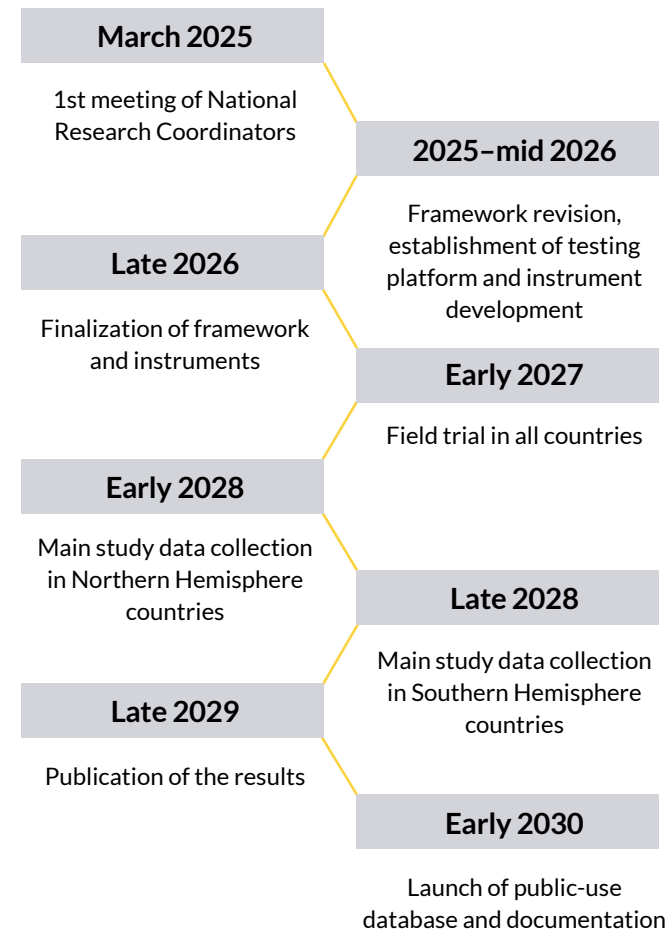 March 2025
1st meeting of National
Research Coordinators
2025–mid 2026
Framework revision,
establishment of testing
platform and instrument
development
Late 2026
Finalization of framework
and instruments
Early 2027
Field trial in all countries
Early 2028
Main study data collection
in Northern Hemisphere
countries
Late 2028
Main study data collection
in Southern Hemisphere
countries
Late 2029
Publication of the results
Early 2030
Launch of public-use
database and documentation